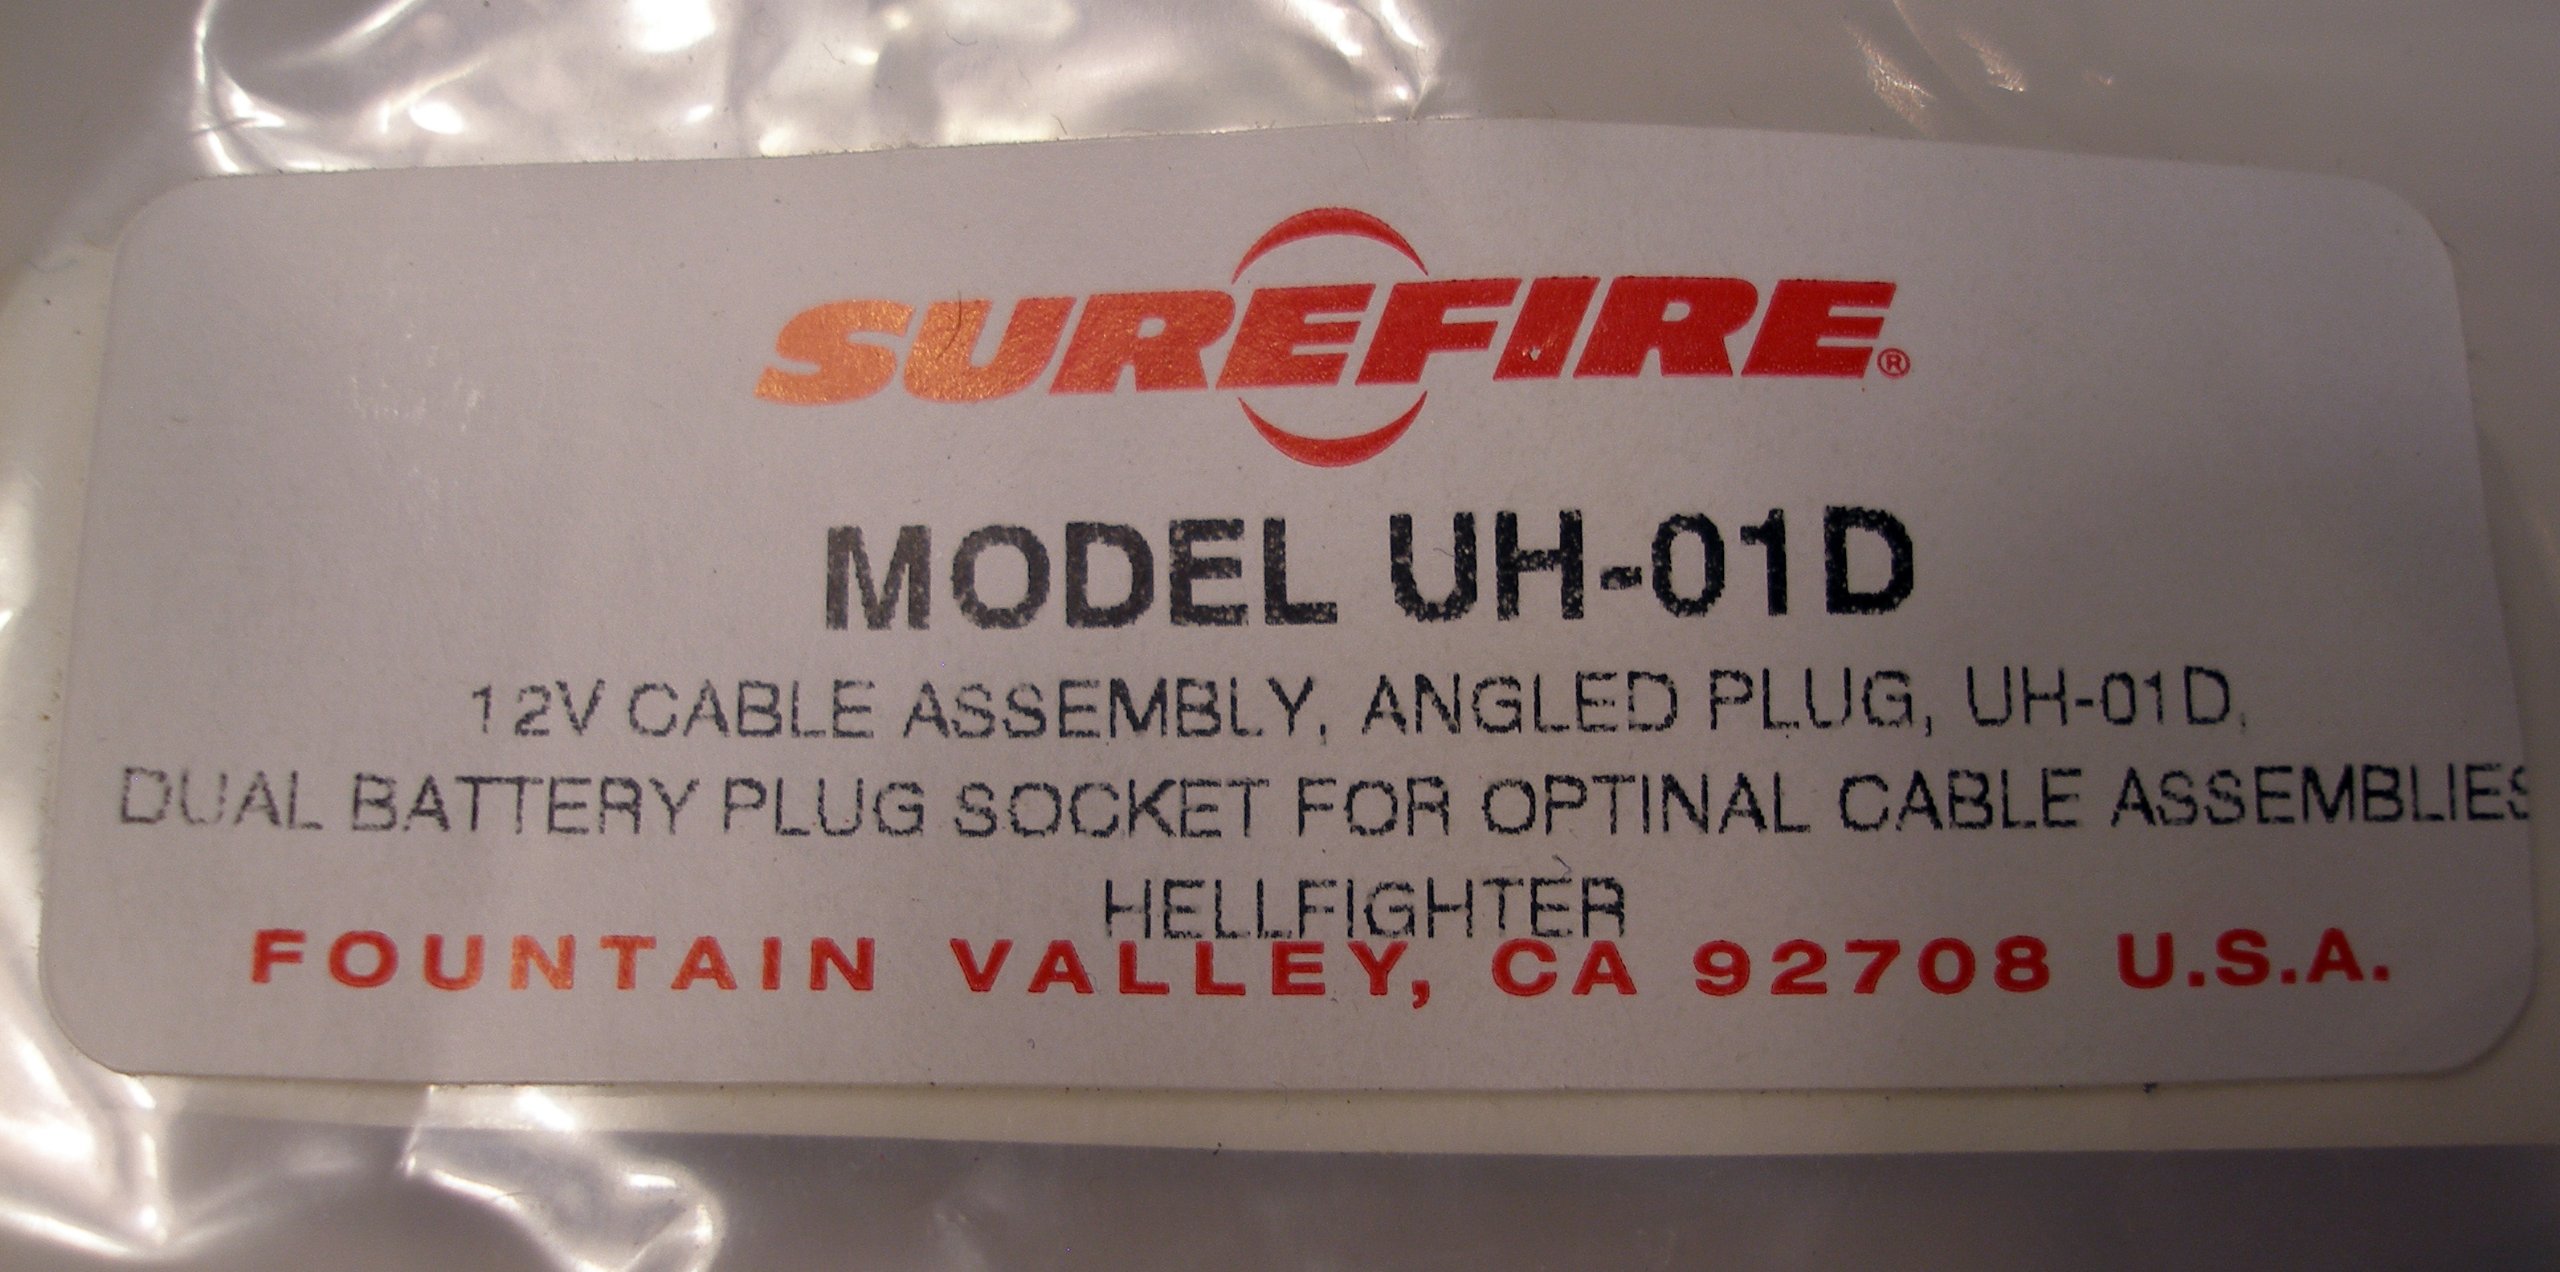 SUREFIRE®
MODEL UH-01D
12V CABLE ASSEMBLY, ANGLED PLUG, UH-01D,
DUAL BATTERY PLUG SOCKET FOR OPTINAL CABLE ASSEMBLIES
HELLFIGHTER
FOUNTAIN VALLEY, CA 92708 U.S.A.